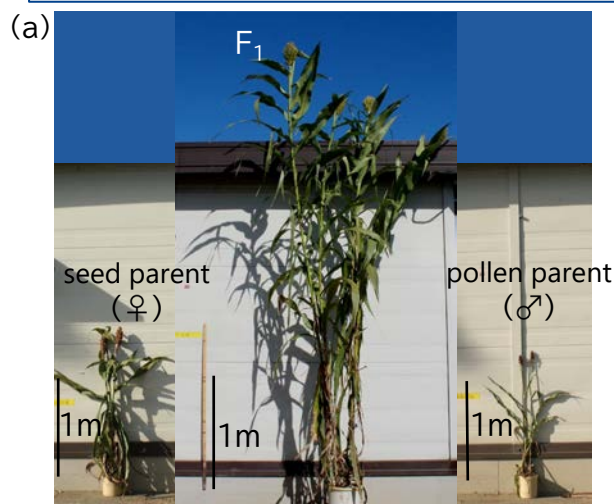 (a)
F₁
seed parent
(♀)
pollen parent
(♂)
1m
1m
1m